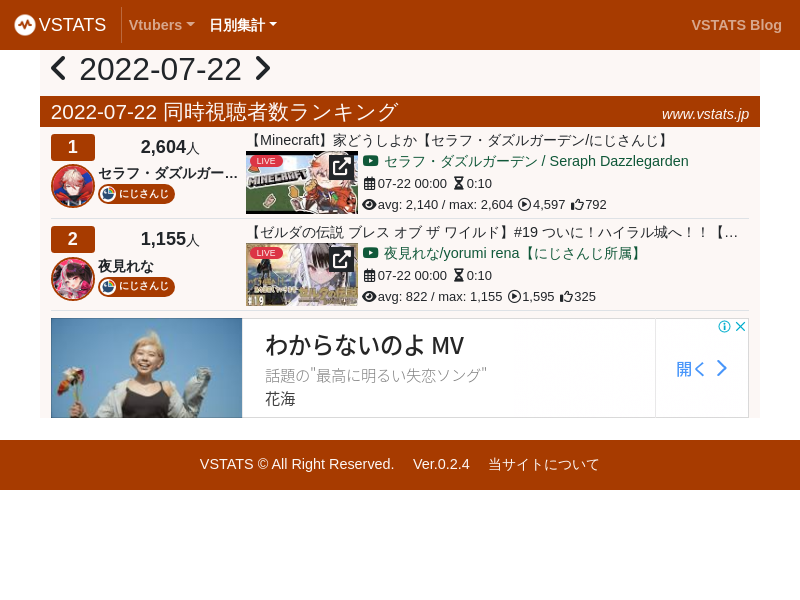 VSTATS Vtubers 日別集計 VSTATS Blog
2022-07-22
2022-07-22 同時視聴者数ランキング www.vstats.jp
1 2,604人
セラフ・ダズルガー…
にじさんじ
【Minecraft】家どうしよか【セラフ・ダズルガーデン/にじさんじ】
LIVE
MINECRAFT
セラフ・ダズルガーデン / Seraph Dazzlegarden
07-22 00:00 0:10
avg: 2,140 / max: 2,604 4,597 792
2 1,155人
夜見れな
にじさんじ
【ゼルダの伝説 ブレス オブ ザ ワイルド】#19 ついに！ハイラル城へ！！【…
LIVE
#19
夜見れな/yorumi rena【にじさんじ所属】
07-22 00:00 0:10
avg: 822 / max: 1,155 1,595 325
わからないのよ MV
話題の"最高に明るい失恋ソング"
花海
開く
VSTATS © All Right Reserved. Ver.0.2.4 当サイトについて